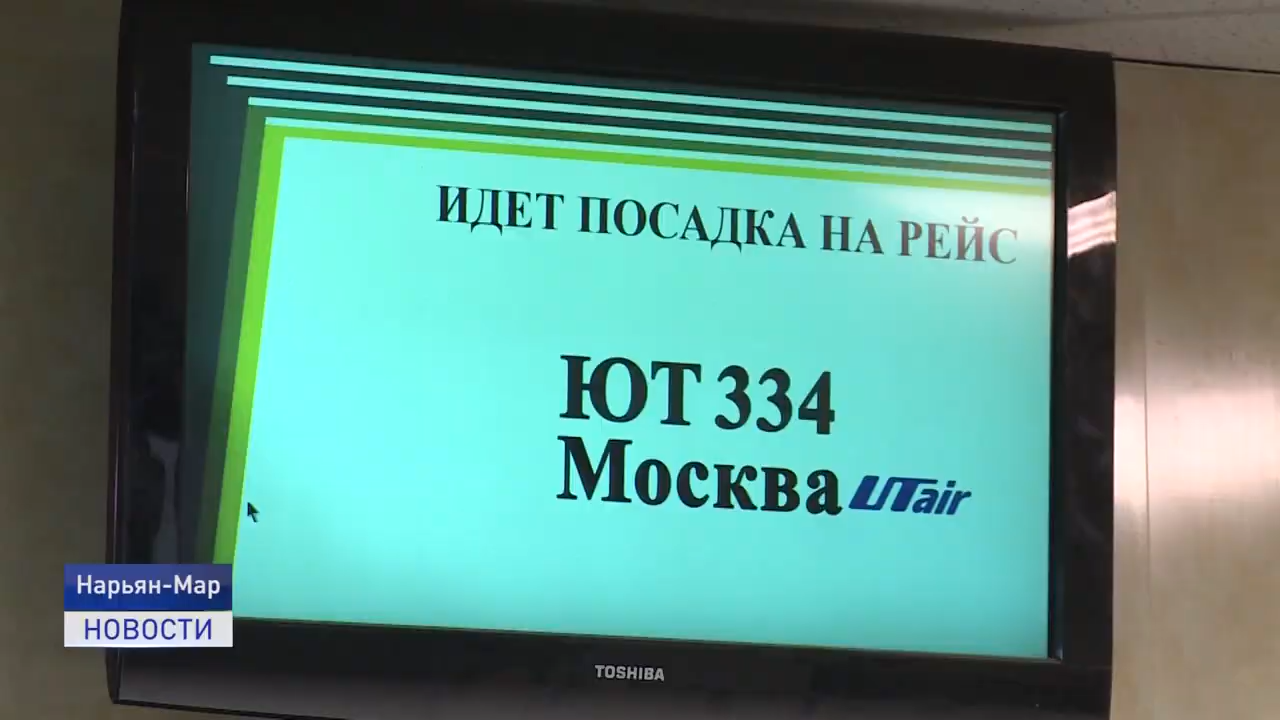 ИДЕТ ПОСАДКА НА РЕЙС
ЮТ 334
Москва UTair
Нарьян-Мар
НОВОСТИ
TOSHIBA